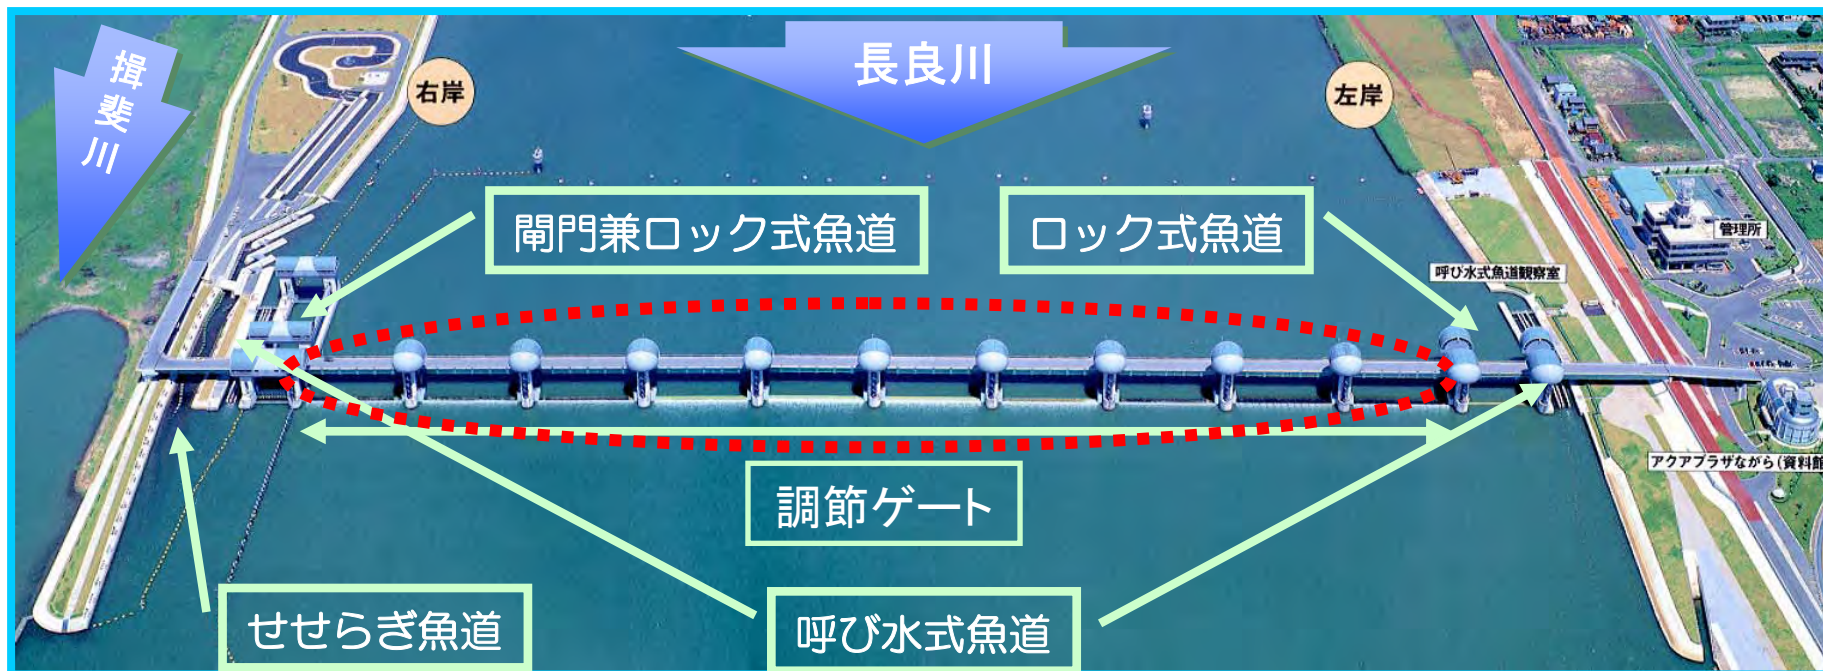 揖斐川
右岸
長良川
左岸
閘門兼ロック式魚道
ロック式魚道
管理所
呼び水式魚道観察室
調節ゲート
アクアプラザながら(資料館
せせらぎ魚道
呼び水式魚道